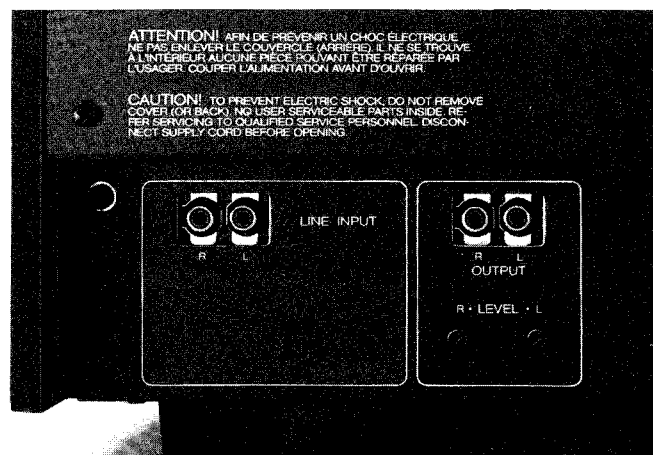 ATTENTION! AFIN DE PRÉVENIR UN CHOC ÉLECTRIQUE
NE PAS ENLEVER LE COUVERCLE (ARRIÈRE). IL NE SE TROUVE
À L'INTÉRIEUR AUCUNE PIÈCE POUVANT ÊTRE RÉPARÉE PAR
L'USAGER. COUPER L'ALIMENTATION AVANT D'OUVRIR.
CAUTION! TO PREVENT ELECTRIC SHOCK, DO NOT REMOVE
COVER (OR BACK). NO USER SERVICEABLE PARTS INSIDE. RE
FER SERVICING TO QUALIFIED SERVICE PERSONNEL. DISCON-
NECT SUPPLY CORD BEFORE OPENING.
LINE INPUT
R L
R L
OUTPUT
R • LEVEL • L